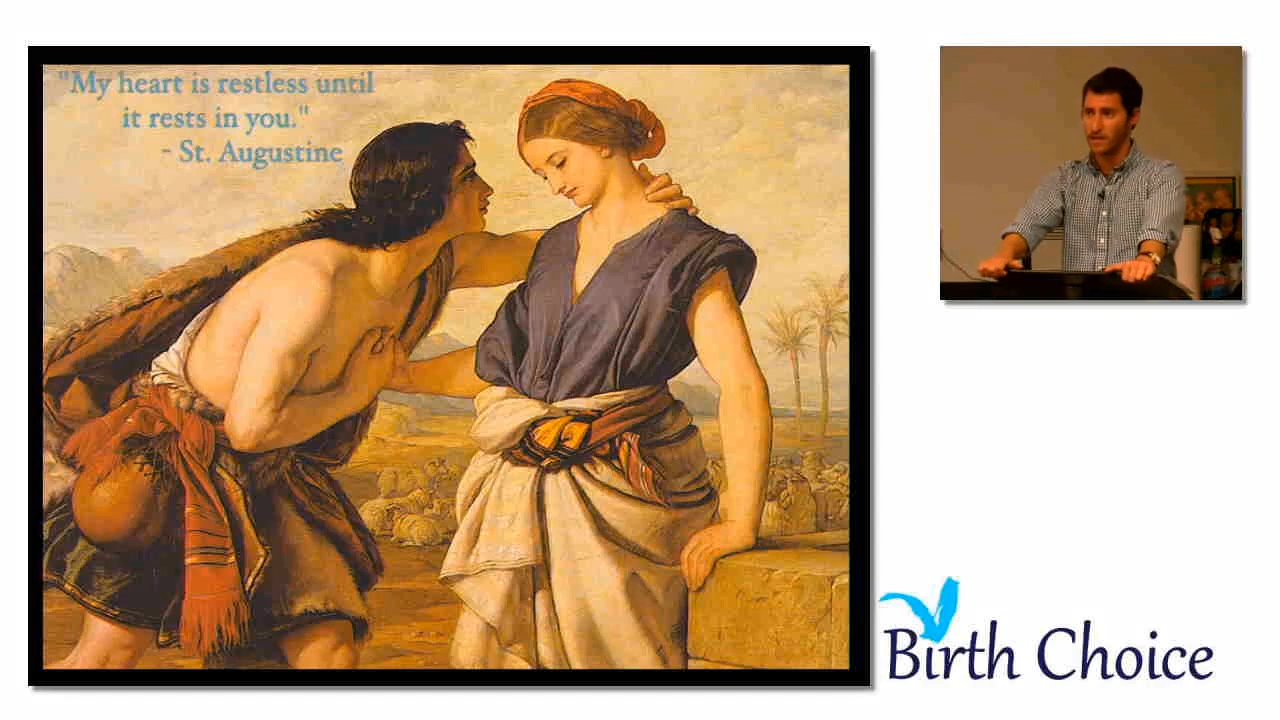 "My heart is restless until
it rests in you."
- St. Augustine
Birth Choice